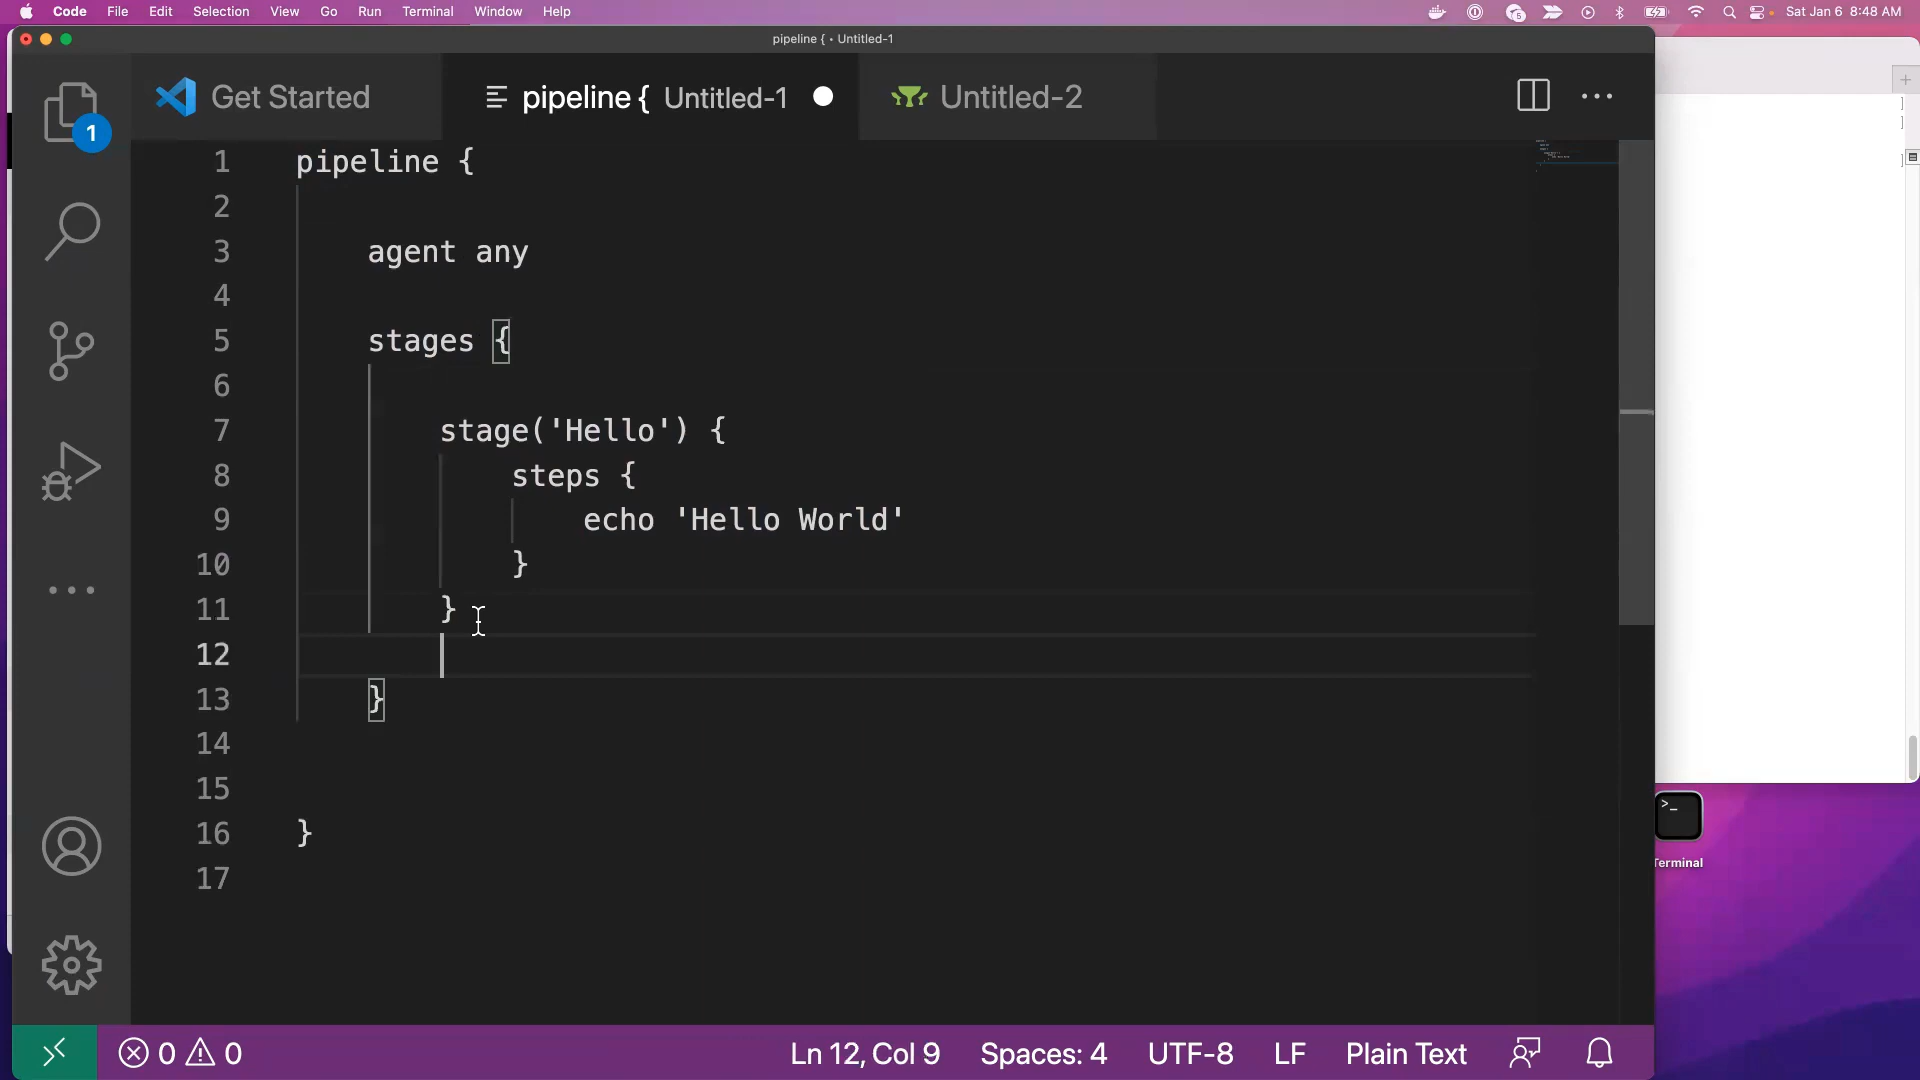 Code File Edit Selection View Go Run Terminal Window Help
5
Sat Jan 6 8:48 AM
pipeline { • Untitled-1
Get Started
pipeline { Untitled-1
Untitled-2
1
1 pipeline {
2
3 agent any
4
5 stages {
6
7 stage('Hello') {
8 steps {
9 echo 'Hello World'
10 }
11 }
12
13 }
14
15
16 }
17
Terminal
0 0
Ln 12, Col 9
Spaces: 4
UTF-8
LF
Plain Text